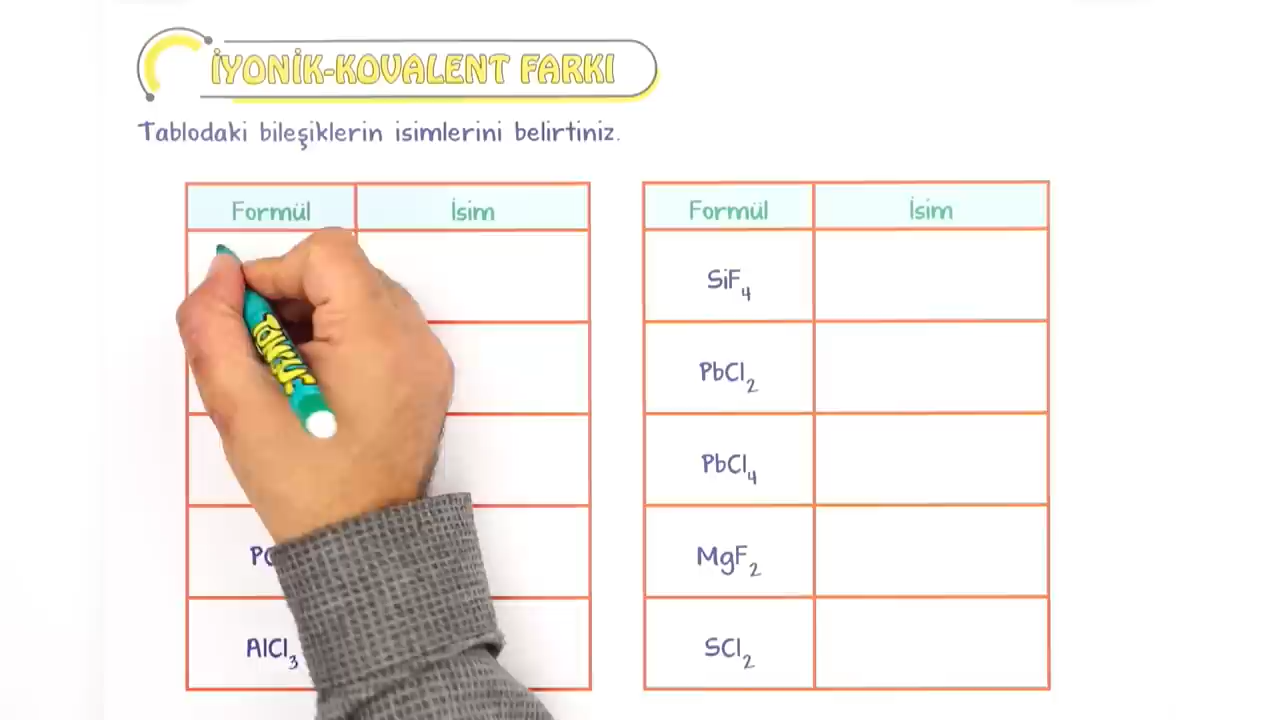 İYONİK-KOVALENT FARKI
Tablodaki bileşiklerin isimlerini belirtiniz.
Formül İsim
AlCl₃
Formül İsim
SiF₄
PbCl₂
PbCl₄
MgF₂
SCl₂